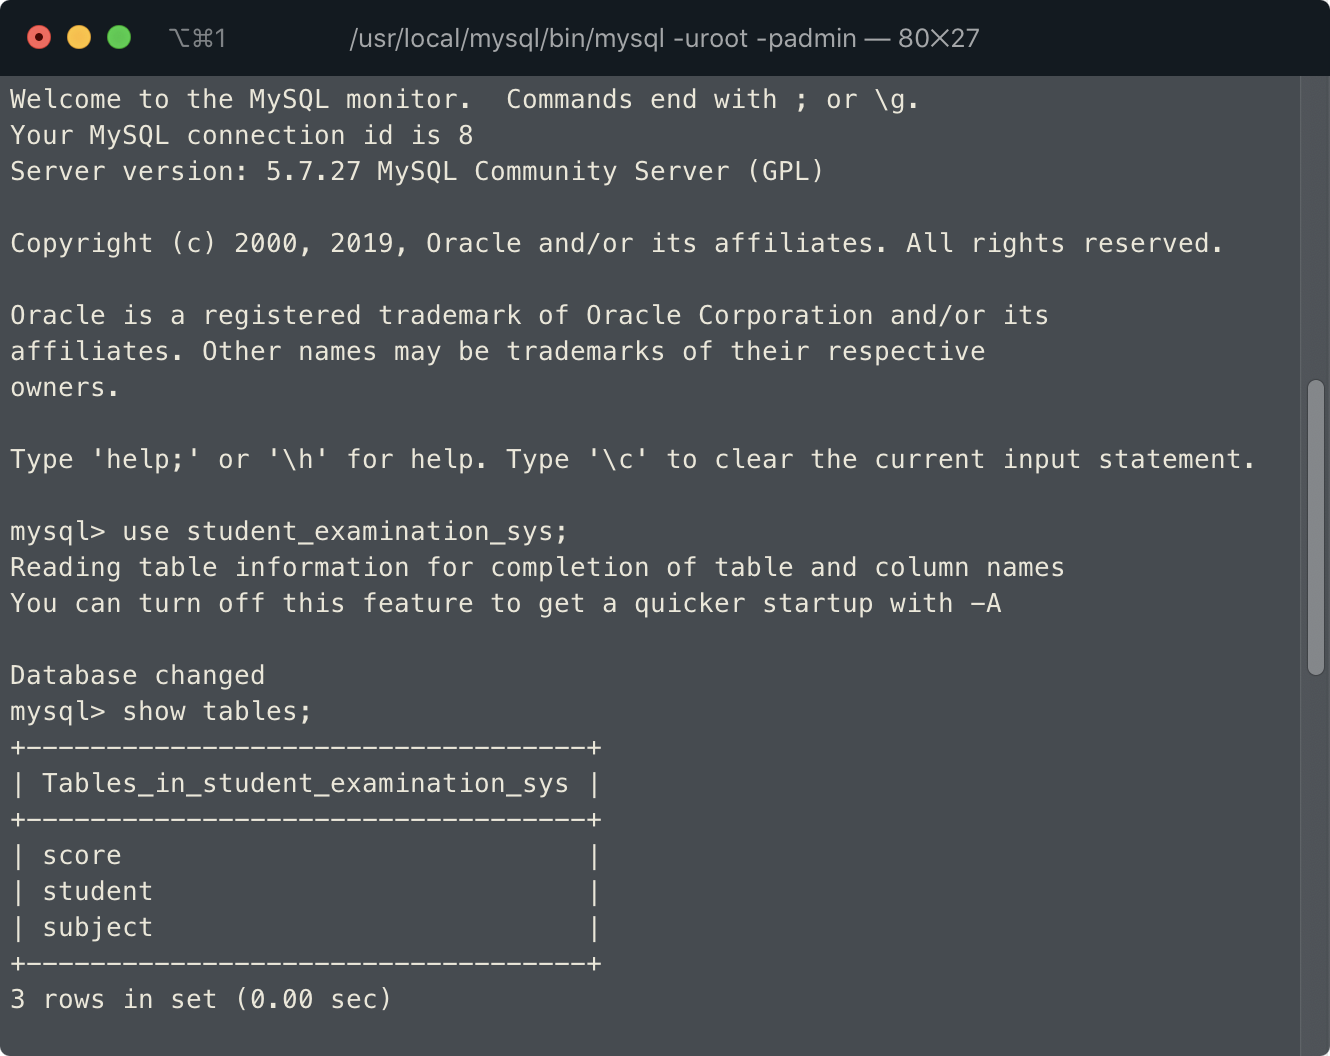 ⌥⌘1 /usr/local/mysql/bin/mysql -uroot -padmin — 80×27
Welcome to the MySQL monitor.  Commands end with ; or \g.
Your MySQL connection id is 8
Server version: 5.7.27 MySQL Community Server (GPL)

Copyright (c) 2000, 2019, Oracle and/or its affiliates. All rights reserved.

Oracle is a registered trademark of Oracle Corporation and/or its
affiliates. Other names may be trademarks of their respective
owners.

Type 'help;' or '\h' for help. Type '\c' to clear the current input statement.

mysql> use student_examination_sys;
Reading table information for completion of table and column names
You can turn off this feature to get a quicker startup with -A

Database changed
mysql> show tables;
+-----------------------------------+
| Tables_in_student_examination_sys |
+-----------------------------------+
| score                             |
| student                           |
| subject                           |
+-----------------------------------+
3 rows in set (0.00 sec)